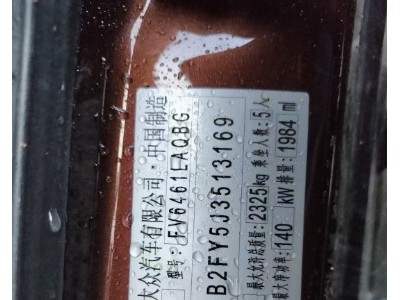 大众汽车有限公司·中国制造
型号: FV6461LAQBG
B2FY5J3513169
最大允许总质量: 2325kg 乘坐人数: 5人
最大净功率: 140 kW 排量: 1984 ml